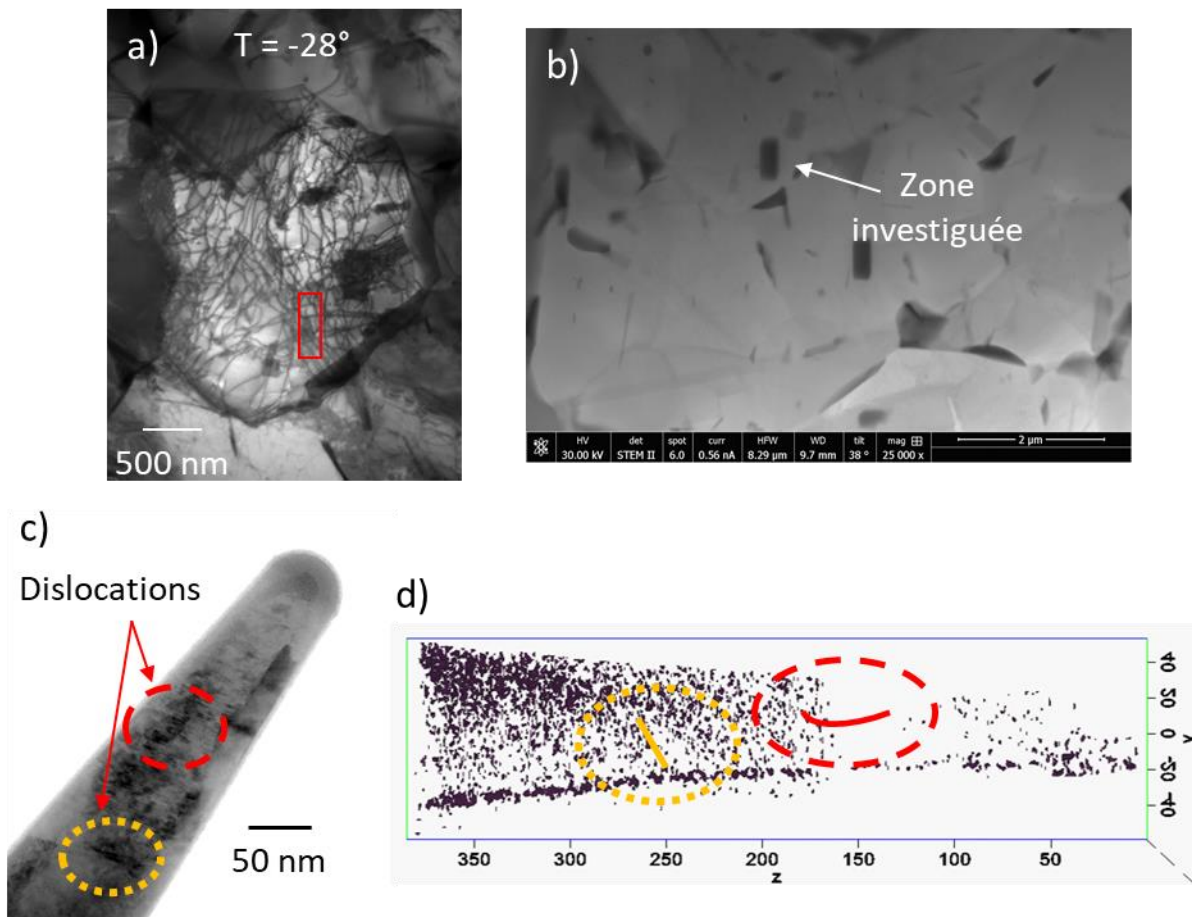 a)
T = -28°
500 nm
b)
Zone
investiguée
HV det spot curr HFW WD tilt mag 2 µm
30.00 kV STEM II 6.0 0.56 nA 8.29 µm 9.7 mm 38 ° 25 000 x
c)
Dislocations
50 nm
d)
40
20
0
-20
-40
y
350 300 250 200 150 100 50
z